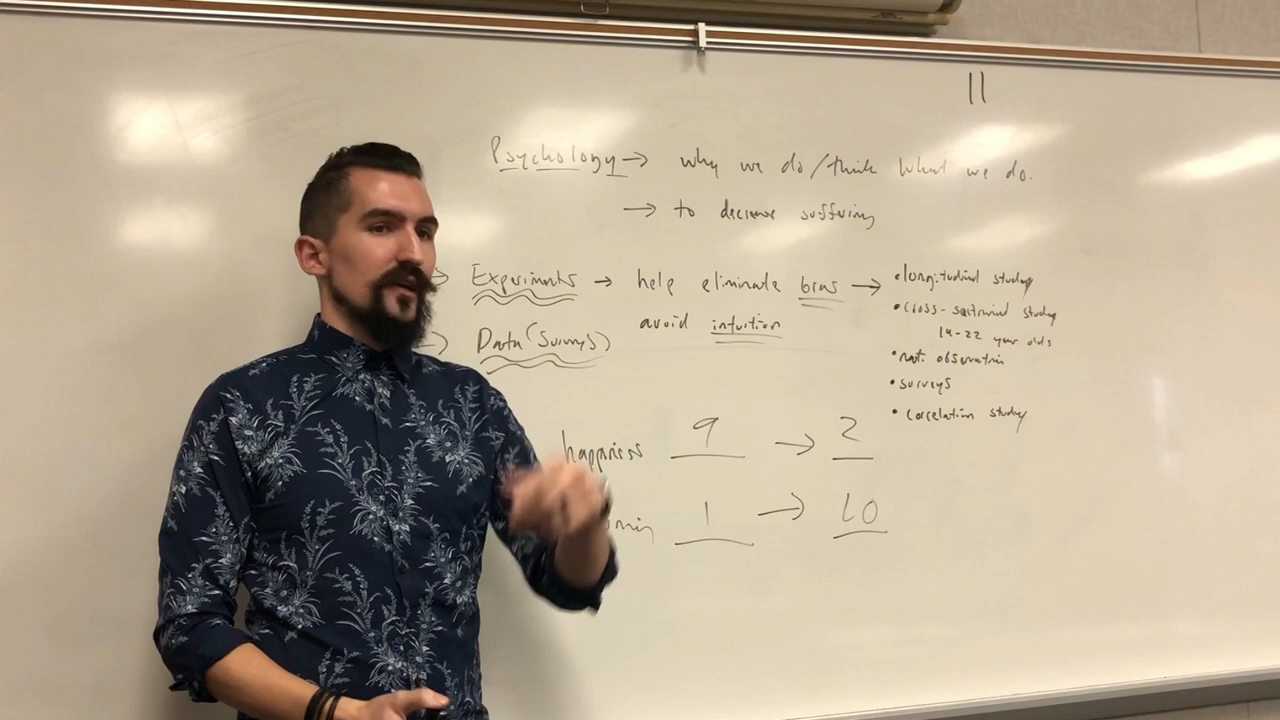 ||
Psychology → why we do/think what we do.
→ to decrease suffering
→ Experiments → help eliminate bias →
avoid intuition
→ Data (Surveys)
• longitudinal study
• cross-sectional study
14-22 year olds
• nat. observation
• surveys
• correlation study
happiness 9 → 2
1 → 10